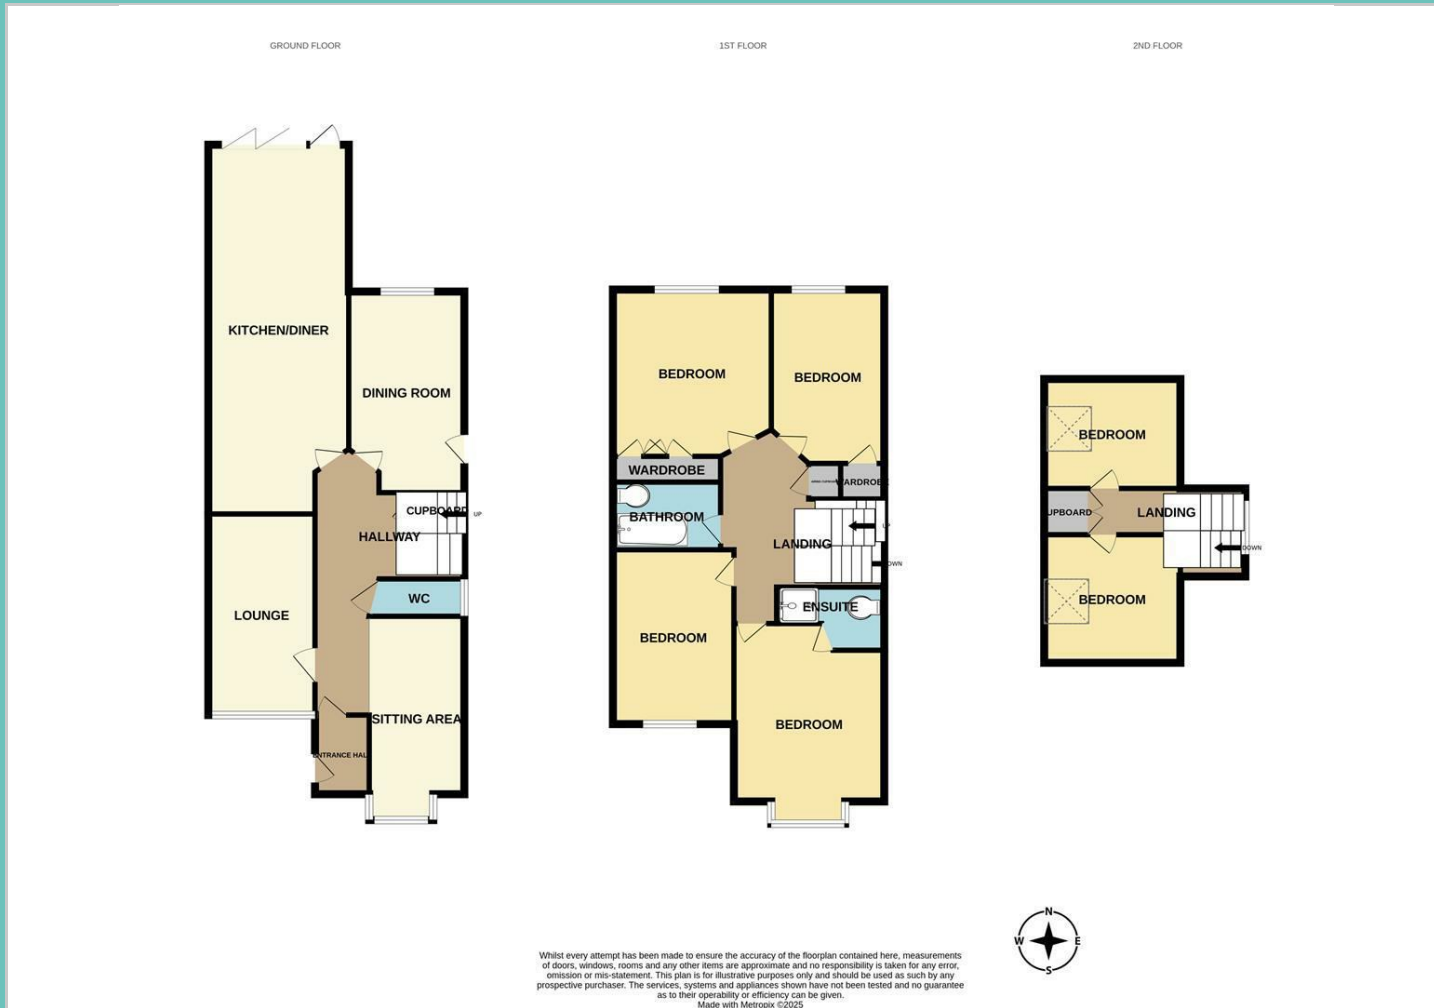 GROUND FLOOR
1ST FLOOR
2ND FLOOR
KITCHEN/DINER
DINING ROOM
CUPBOARD
UP
HALLWAY
WC
LOUNGE
SITTING AREA
ENTRANCE HAL
BEDROOM
BEDROOM
WARDROBE
WARDROBE
BATHROOM
UP
LANDING
DOWN
ENSUITE
BEDROOM
BEDROOM
BEDROOM
UPBOARD
LANDING
DOWN
BEDROOM
N
W E
S
Whilst every attempt has been made to ensure the accuracy of the floorplan contained here, measurements
of doors, windows, rooms and any other items are approximate and no responsibility is taken for any error,
omission or mis-statement. This plan is for illustrative purposes only and should be used as such by any
prospective purchaser. The services, systems and appliances shown have not been tested and no guarantee
as to their operability or efficiency can be given.
Made with Metropix ©2025